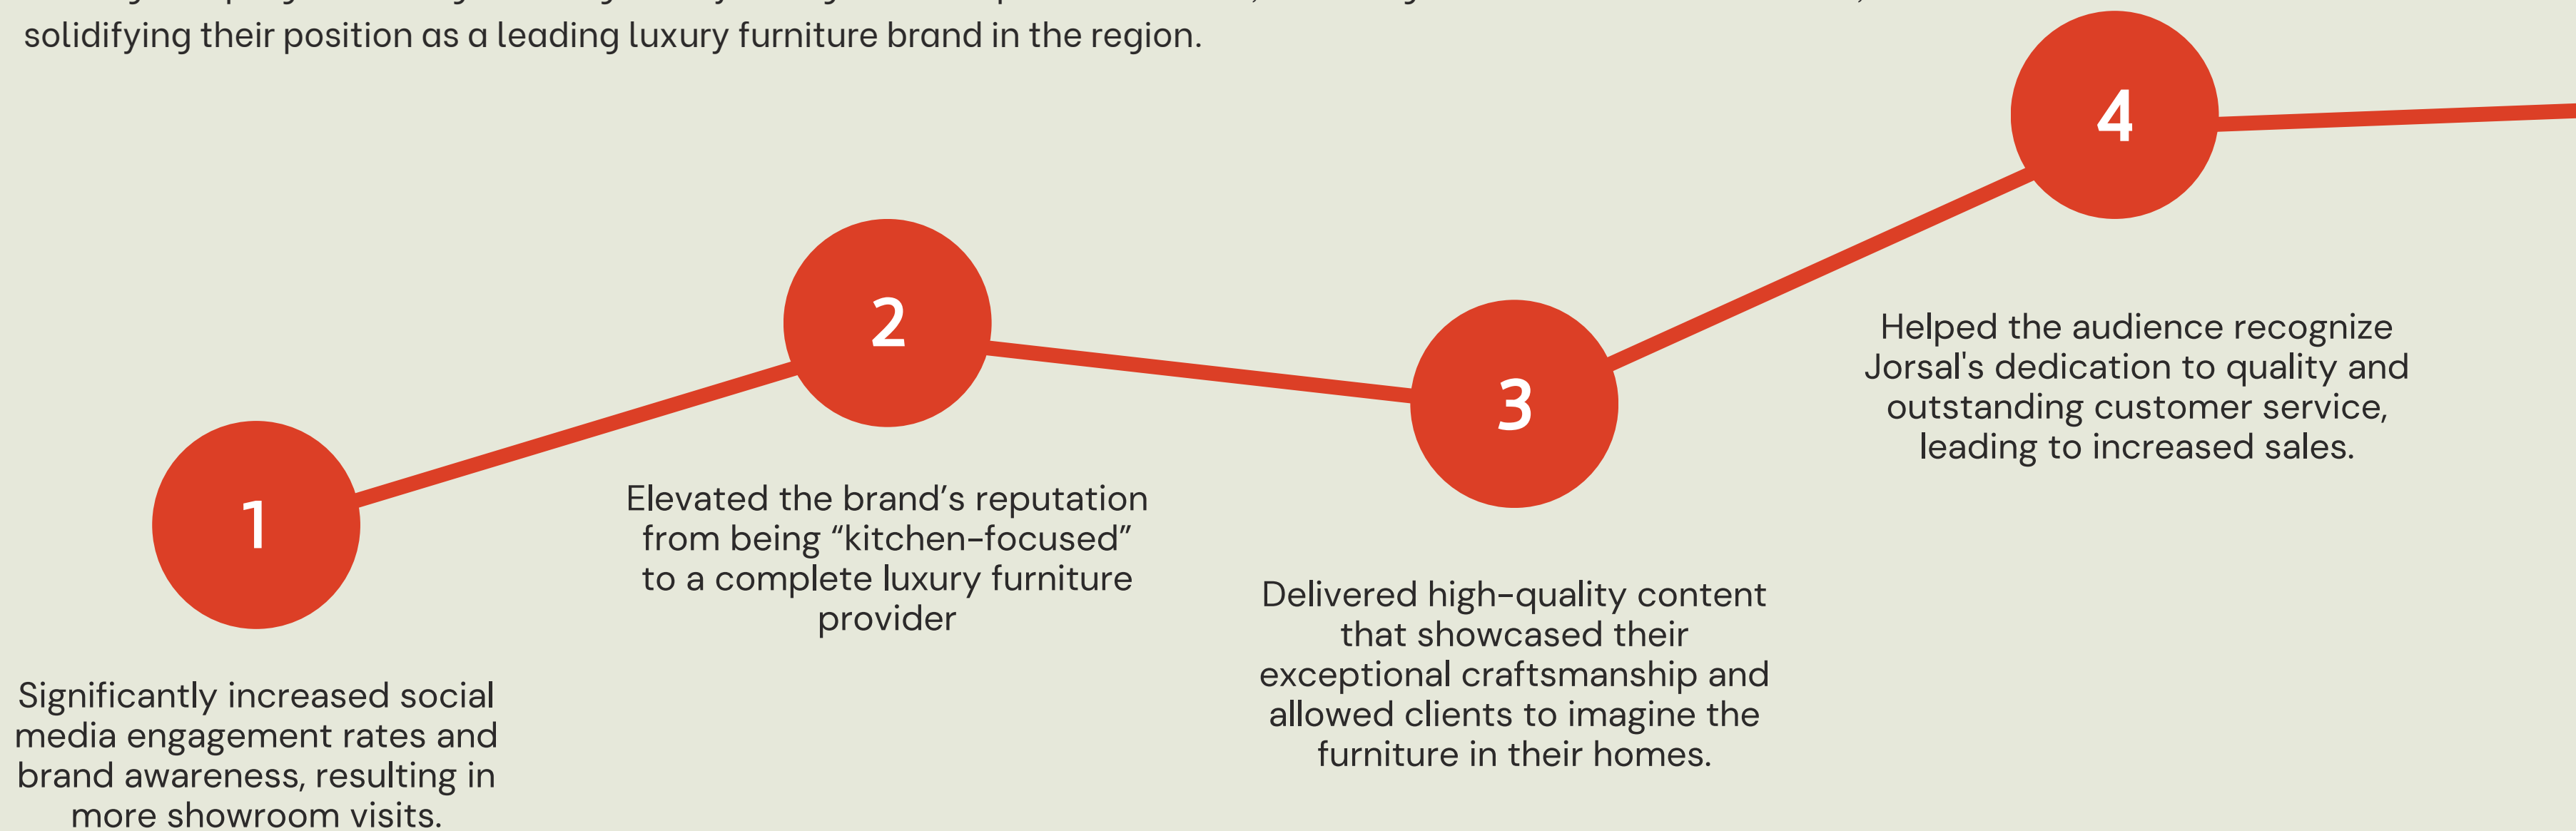 solidifying their position as a leading luxury furniture brand in the region.
1
Significantly increased social
media engagement rates and
brand awareness, resulting in
more showroom visits.
2
Elevated the brand’s reputation
from being “kitchen-focused”
to a complete luxury furniture
provider
3
Delivered high-quality content
that showcased their
exceptional craftsmanship and
allowed clients to imagine the
furniture in their homes.
4
Helped the audience recognize
Jorsal's dedication to quality and
outstanding customer service,
leading to increased sales.